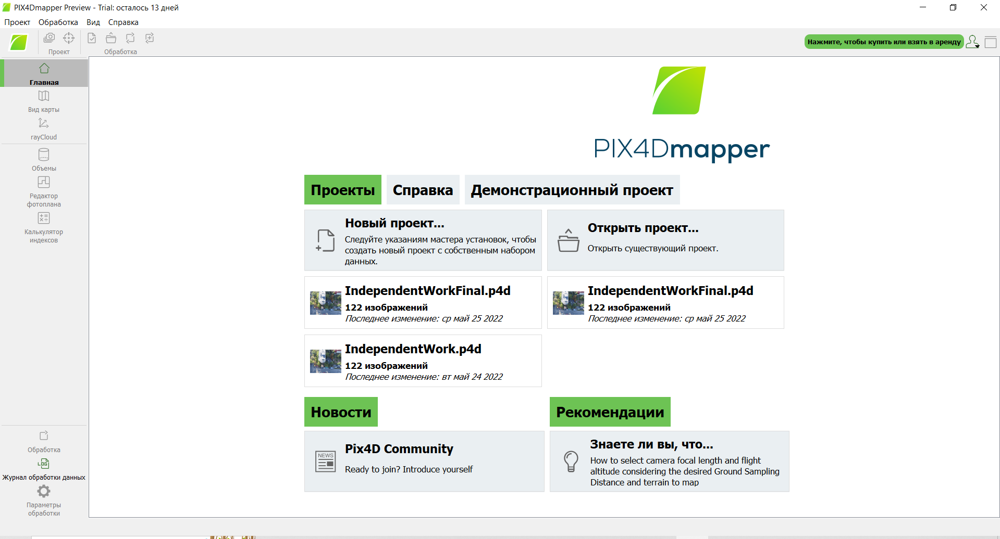 PIX4Dmapper Preview - Trial: осталось 13 дней
Проект Обработка Вид Справка
Проект
Обработка
Нажмите, чтобы купить или взять в аренду
Главная
Вид карты
rayCloud
Объемы
Редактор
фотоплана
Калькулятор
индексов
Обработка
LOG
Журнал обработки данных
Параметры
обработки
PIX4Dmapper
Проекты Справка Демонстрационный проект
Новый проект...
Следуйте указаниям мастера установок, чтобы
создать новый проект с собственным набором
данных.
Открыть проект...
Открыть существующий проект.
IndependentWorkFinal.p4d
122 изображений
Последнее изменение: ср май 25 2022
IndependentWorkFinal.p4d
122 изображений
Последнее изменение: ср май 25 2022
IndependentWork.p4d
122 изображений
Последнее изменение: вт май 24 2022
Новости
NEWS
Pix4D Community
Ready to join? Introduce yourself
Рекомендации
Знаете ли вы, что...
How to select camera focal length and flight
altitude considering the desired Ground Sampling
Distance and terrain to map